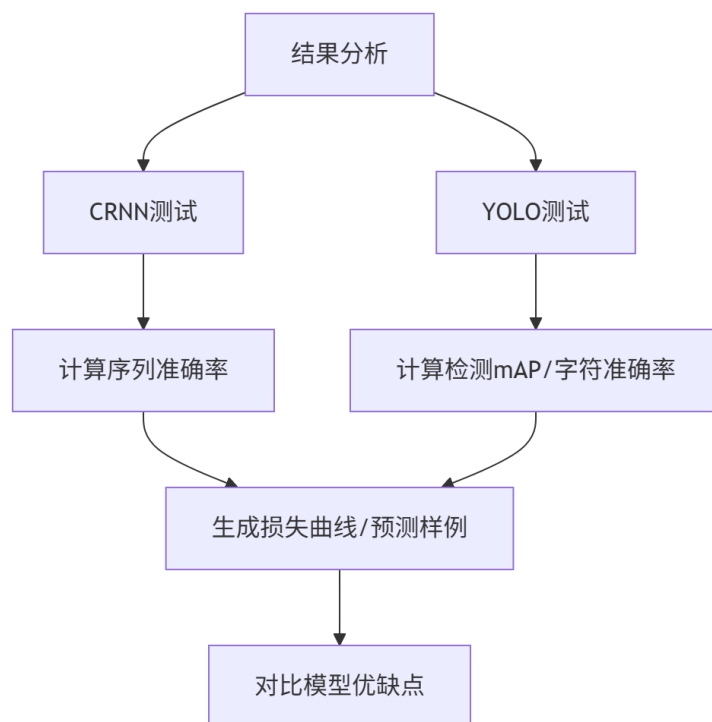 结果分析
CRNN测试
YOLO测试
计算序列准确率
计算检测mAP/字符准确率
生成损失曲线/预测样例
对比模型优缺点